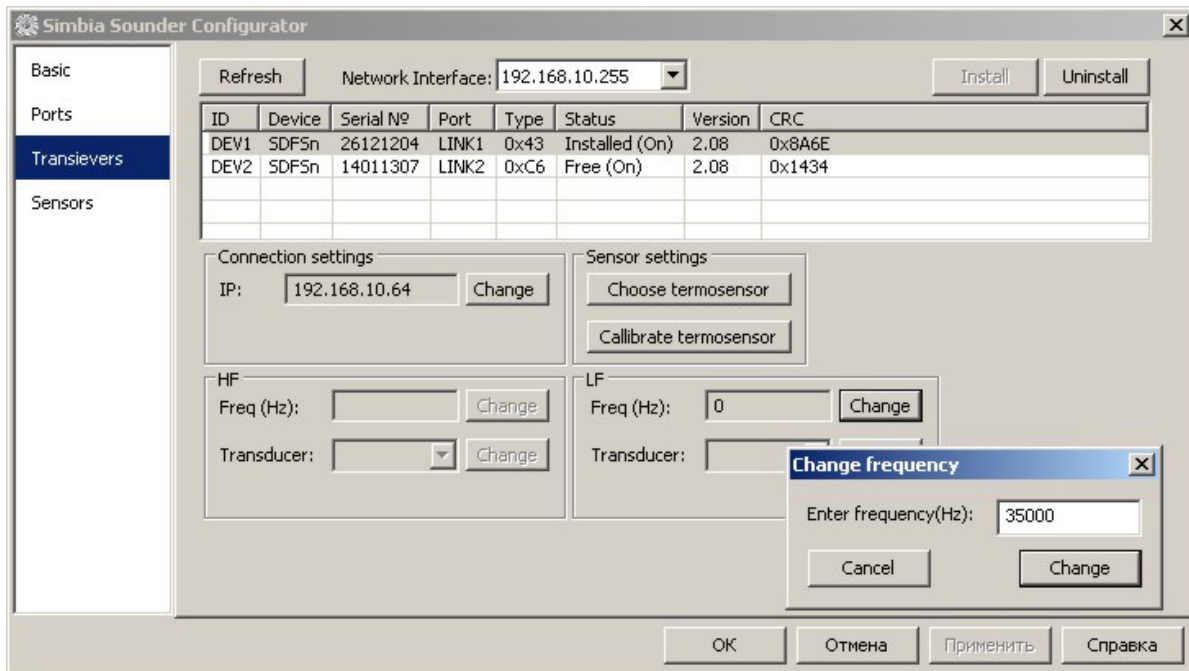 Simbia Sounder Configurator
Basic
Ports
Transievers
Sensors
Refresh Network Interface: 192.168.10.255 Install Uninstall
ID Device Serial Nº Port Type Status Version CRC
DEV1 SDFSn 26121204 LINK1 0x43 Installed (On) 2.08 0x8A6E
DEV2 SDFSn 14011307 LINK2 0xC6 Free (On) 2.08 0x1434
Connection settings
IP: 192.168.10.64 Change
Sensor settings
Choose termosensor
Callibrate termosensor
HF
Freq (Hz): Change
Transducer: Change
LF
Freq (Hz): 0 Change
Transducer:
Change frequency
Enter frequency(Hz): 35000
Cancel Change
OK Отмена Применить Справка